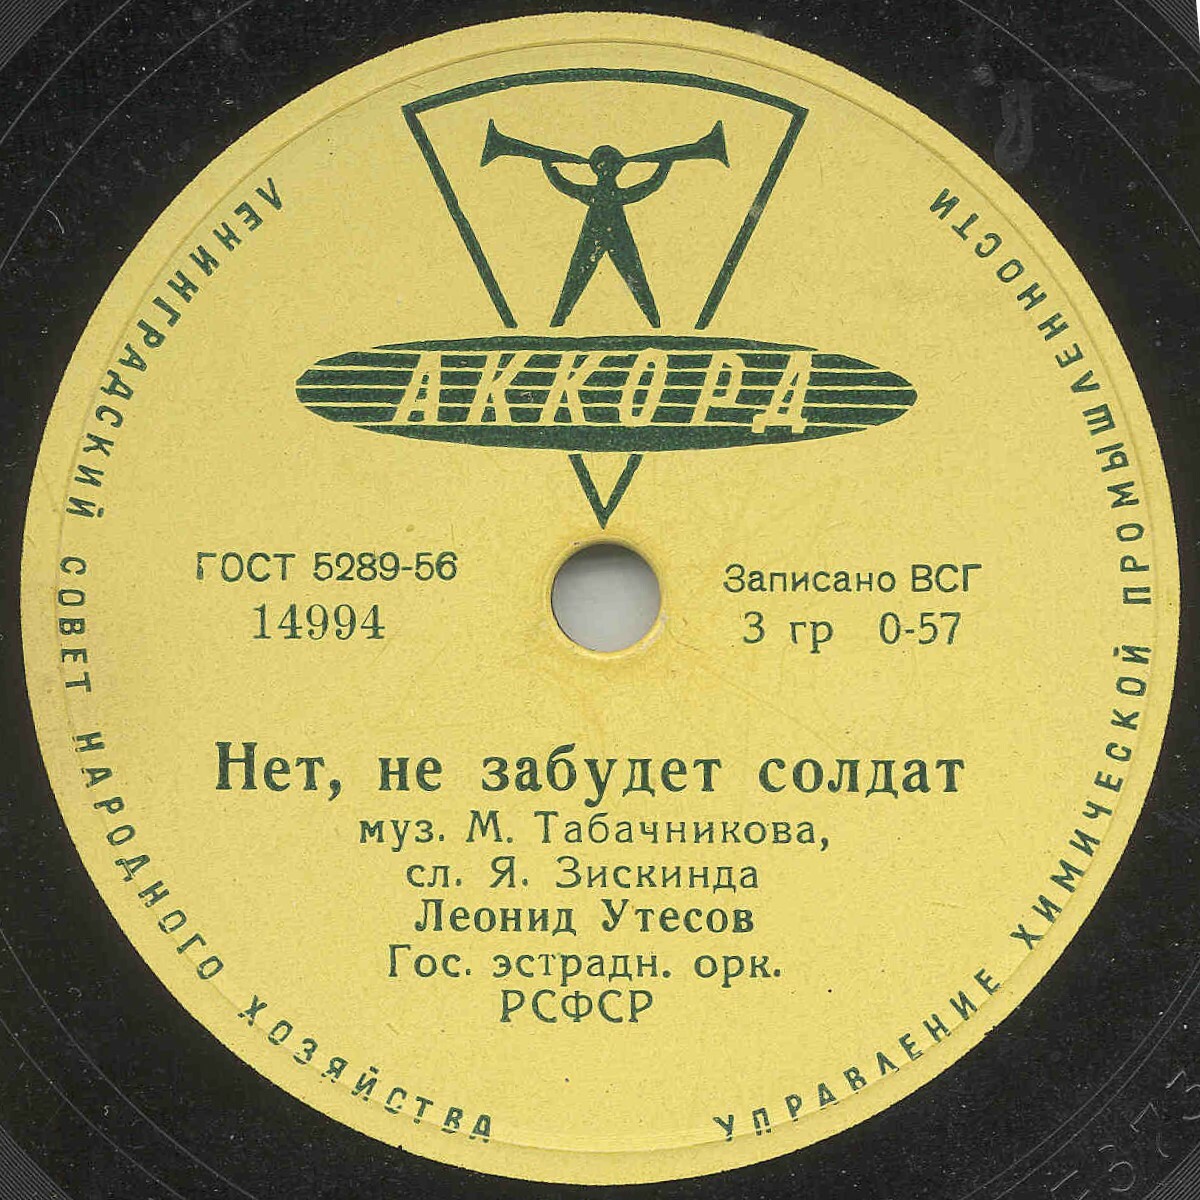 АККОРД
ЛЕНИНГРАДСКИЙ СОВЕТ НАРОДНОГО ХОЗЯЙСТВА
УПРАВЛЕНИЕ ХИМИЧЕСКОЙ ПРОМЫШЛЕННОСТИ
ГОСТ 5289-56
14994
Записано ВСГ
3 гр 0-57
Нет, не забудет солдат
муз. М. Табачникова,
сл. Я. Зискинда
Леонид Утесов
Гос. эстрадн. орк.
РСФСР